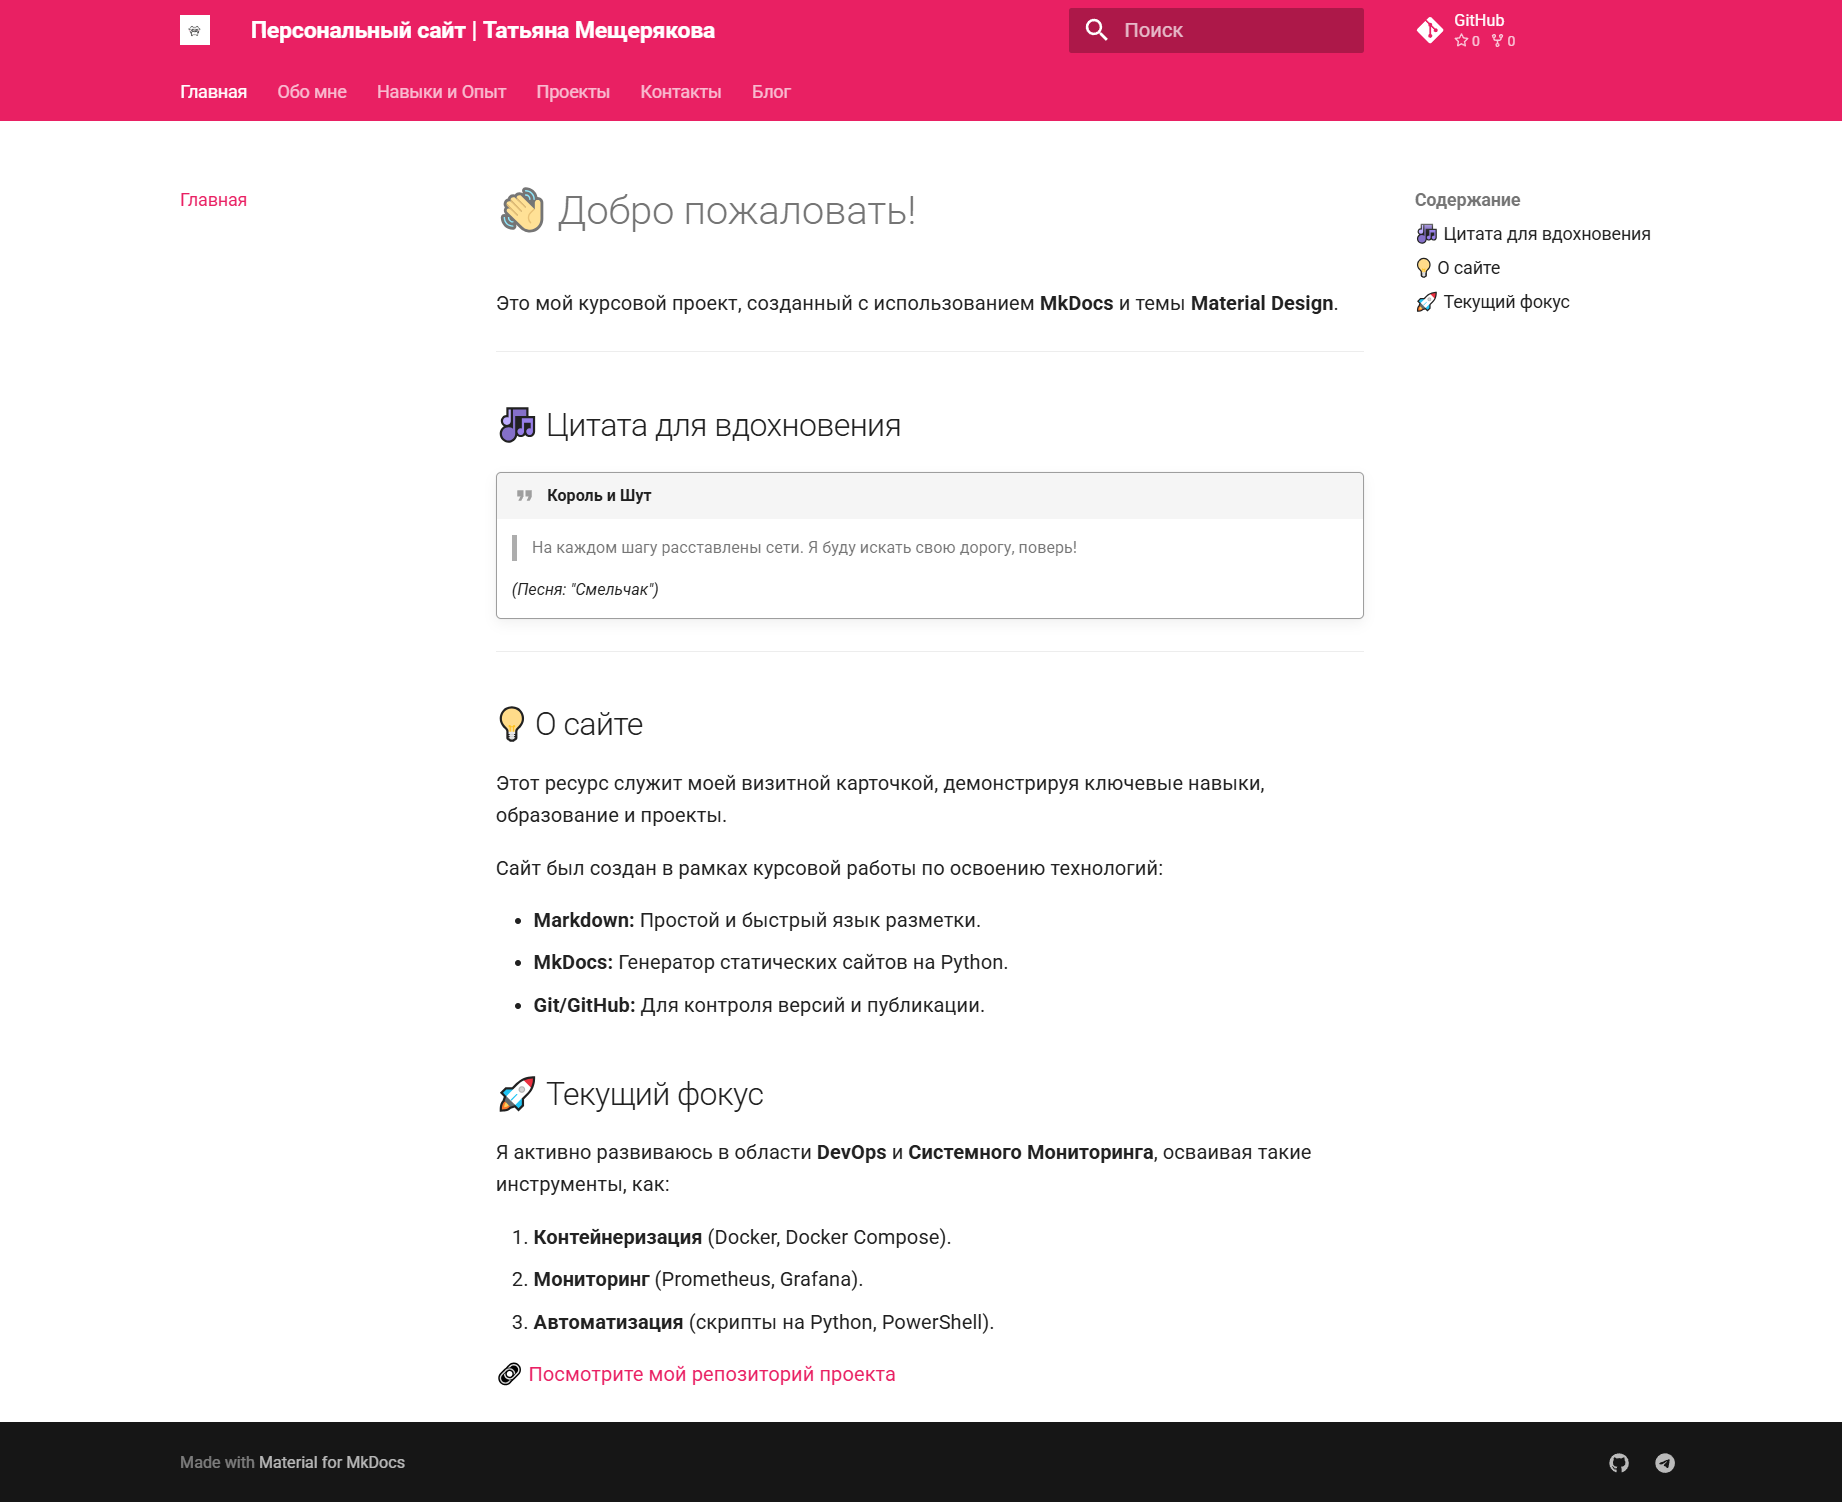 Персональный сайт | Татьяна Мещерякова
Поиск
GitHub
0 0
Главная Обо мне Навыки и Опыт Проекты Контакты Блог
Главная
👋 Добро пожаловать!
Это мой курсовой проект, созданный с использованием MkDocs и темы Material Design.
🎶 Цитата для вдохновения
Король и Шут
На каждом шагу расставлены сети. Я буду искать свою дорогу, поверь!
(Песня: "Смельчак")
💡 О сайте
Этот ресурс служит моей визитной карточкой, демонстрируя ключевые навыки,
образование и проекты.
Сайт был создан в рамках курсовой работы по освоению технологий:
• Markdown: Простой и быстрый язык разметки.
• MkDocs: Генератор статических сайтов на Python.
• Git/GitHub: Для контроля версий и публикации.
🚀 Текущий фокус
Я активно развиваюсь в области DevOps и Системного Мониторинга, осваивая такие
инструменты, как:
1. Контейнеризация (Docker, Docker Compose).
2. Мониторинг (Prometheus, Grafana).
3. Автоматизация (скрипты на Python, PowerShell).
🔗 Посмотрите мой репозиторий проекта
Содержание
🎶 Цитата для вдохновения
💡 О сайте
🚀 Текущий фокус
Made with Material for MkDocs